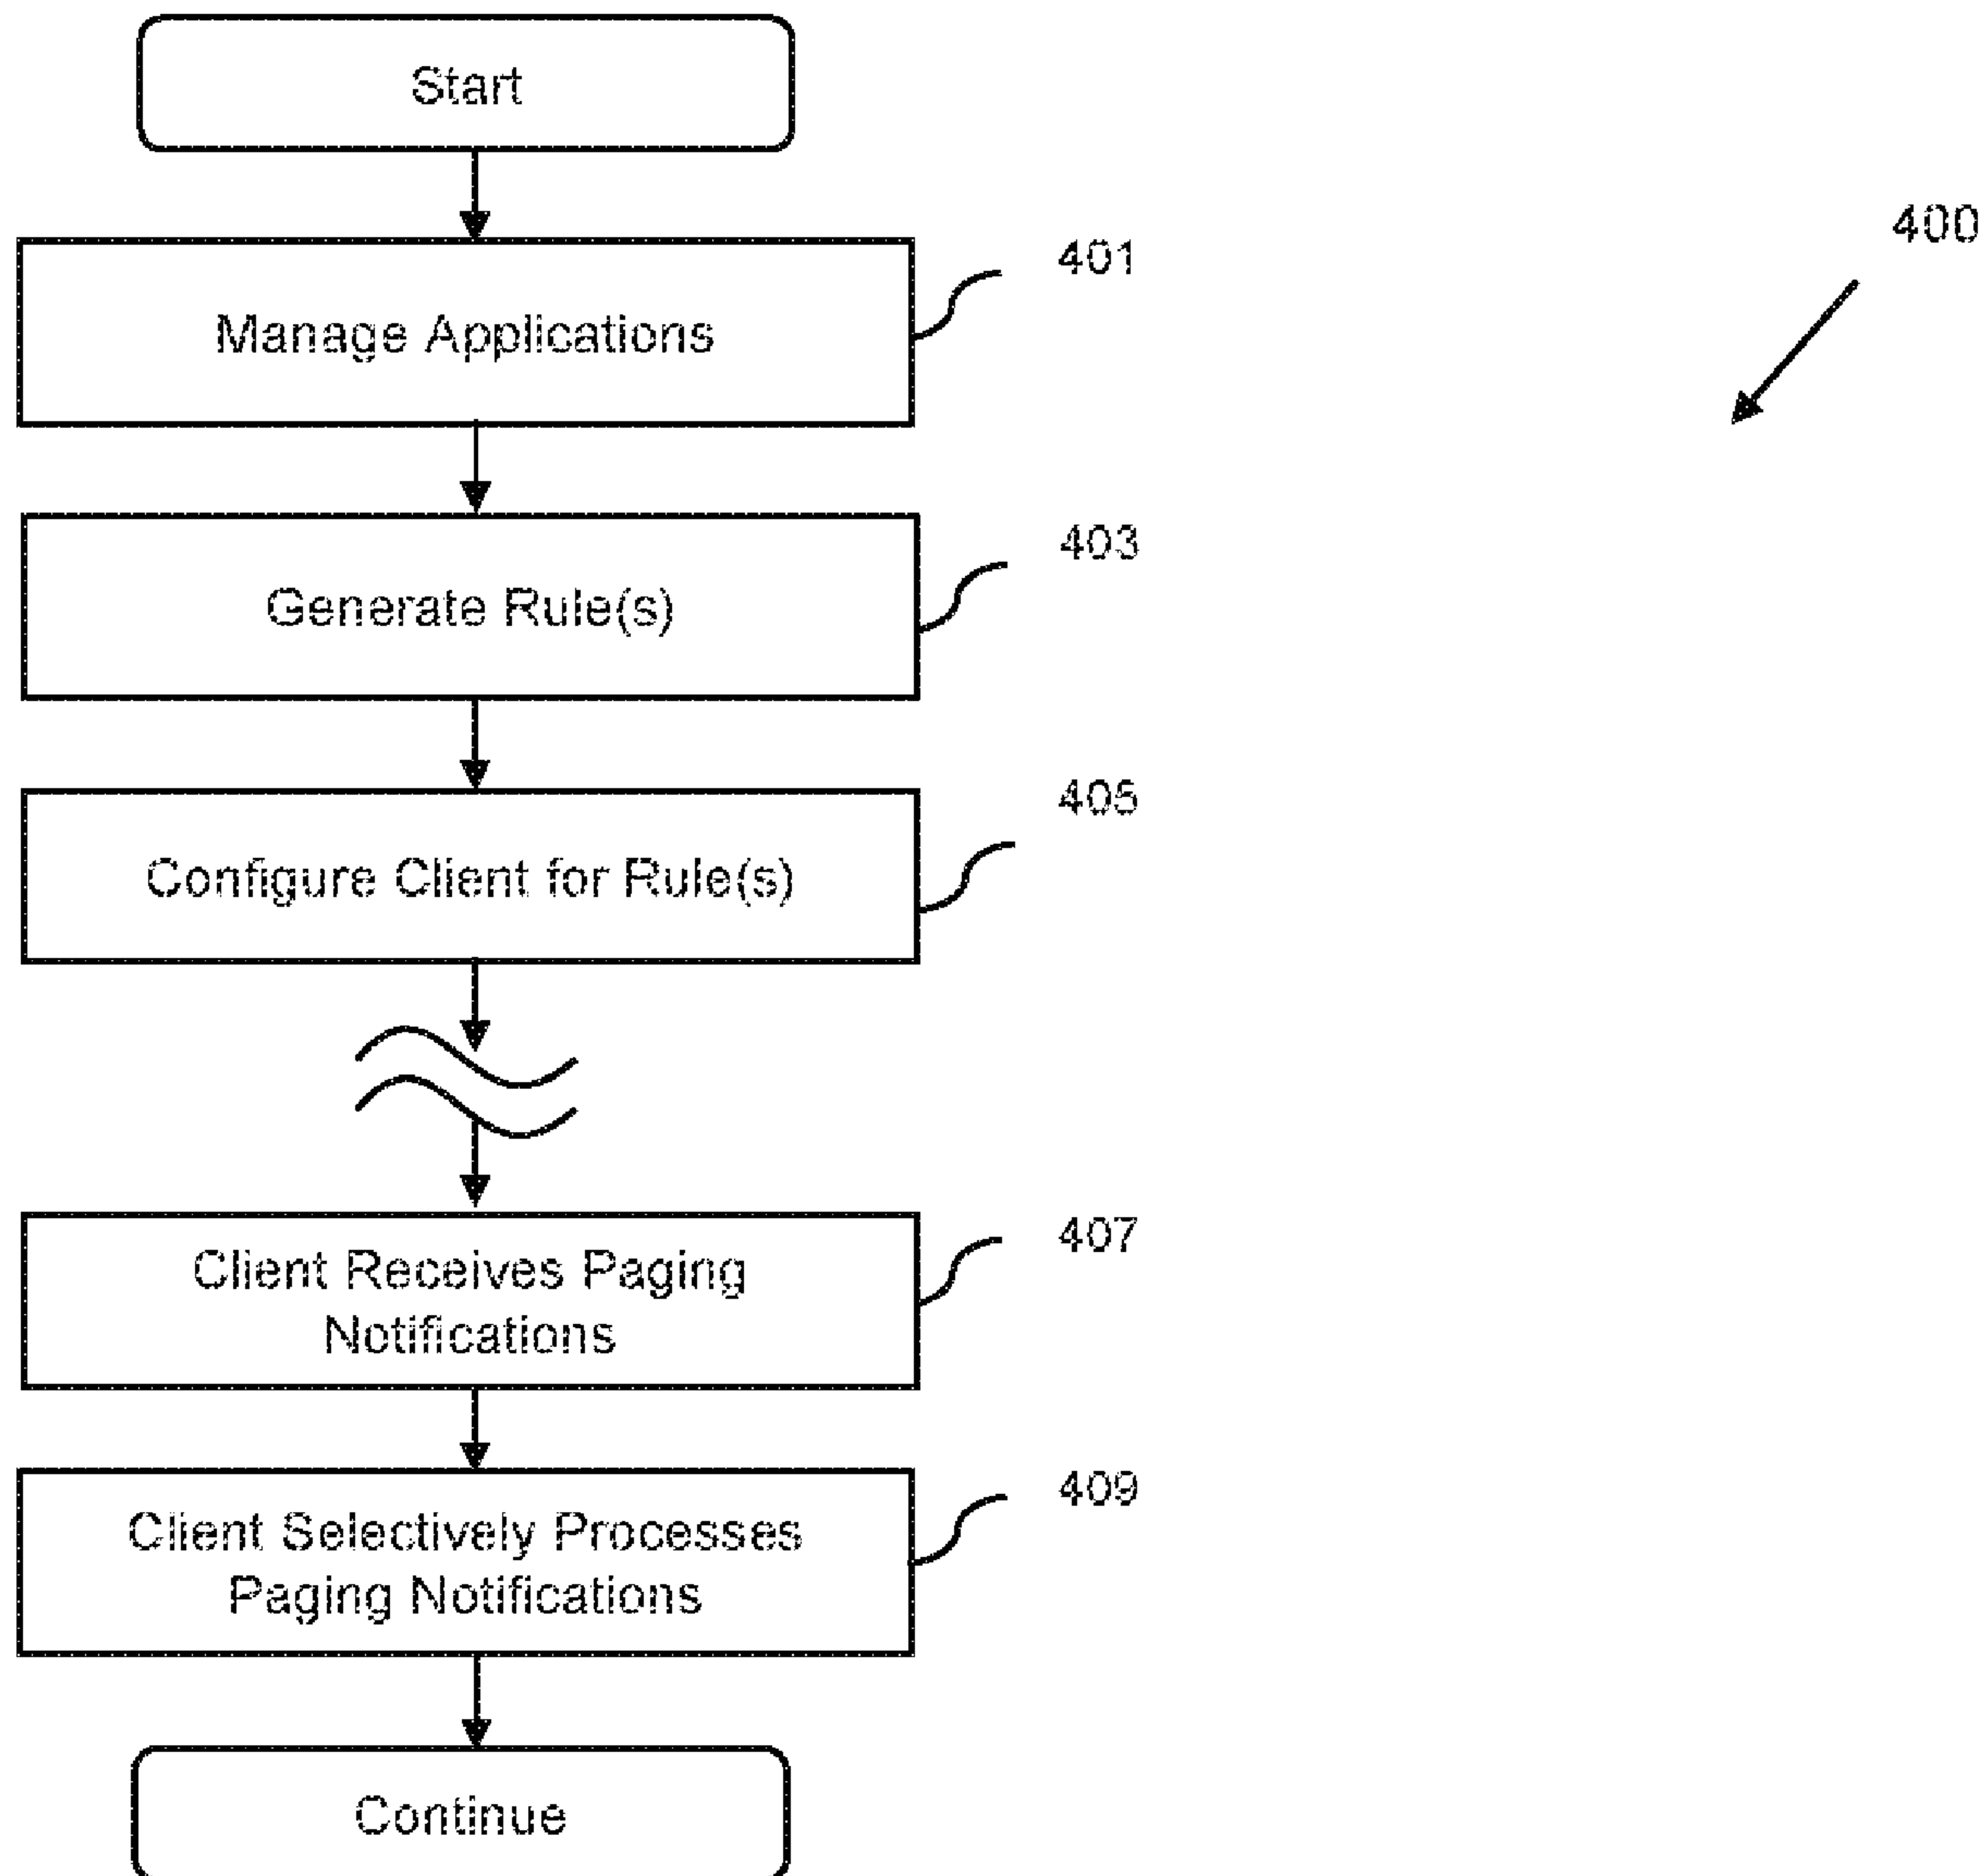 Start
400
401
Manage Applications
403
Generate Rule(s)
405
Configure Client for Rule(s)
407
Client Receives Paging
Notifications
409
Client Selectively Processes
Paging Notifications
Continue